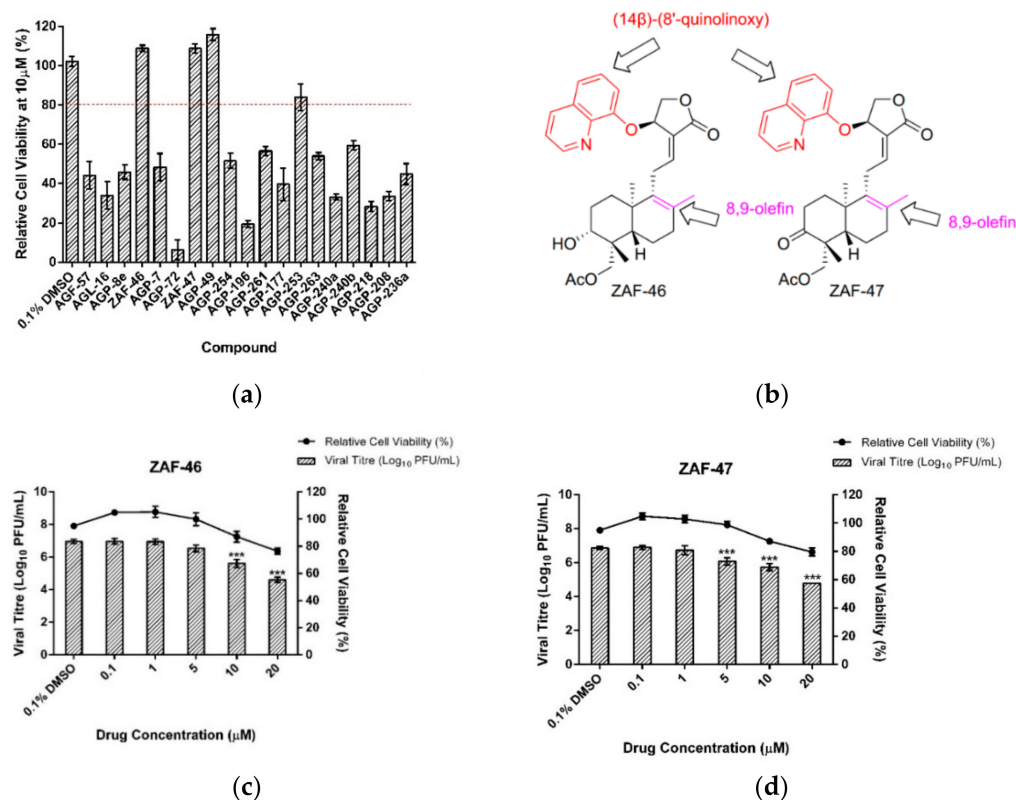 Relative Cell Viability at 10µM (%)
120
100
80
60
40
20
0
0.1% DMSO
AGF-57
AGL-16
AGP-8e
ZAF-46
AGP-7
AGP-72
ZAF-47
AGP-49
AGP-254
AGP-196
AGP-261
AGP-177
AGP-253
AGP-263
AGP-240a
AGP-240b
AGP-218
AGP-208
AGP-236a
Compound
(a)
(14β)-(8'-quinolinoxy)
N
O
O
O
HO
H
AcO
8,9-olefin
ZAF-46
N
O
O
O
O
H
AcO
8,9-olefin
ZAF-47
(b)
Relative Cell Viability (%)
Viral Titre (Log10 PFU/mL)
ZAF-46
Viral Titre (Log10 PFU/mL)
10
8
6
4
2
0
120
100
80
60
40
20
0
Relative Cell Viability (%)
***
***
0.1% DMSO
0.1
1
5
10
20
Drug Concentration (µM)
(c)
Relative Cell Viability (%)
Viral Titre (Log10 PFU/mL)
ZAF-47
Viral Titre (Log10 PFU/mL)
10
8
6
4
2
0
120
100
80
60
40
20
0
Relative Cell Viability (%)
***
***
***
0.1% DMSO
0.1
1
5
10
20
Drug Concentration (µM)
(d)